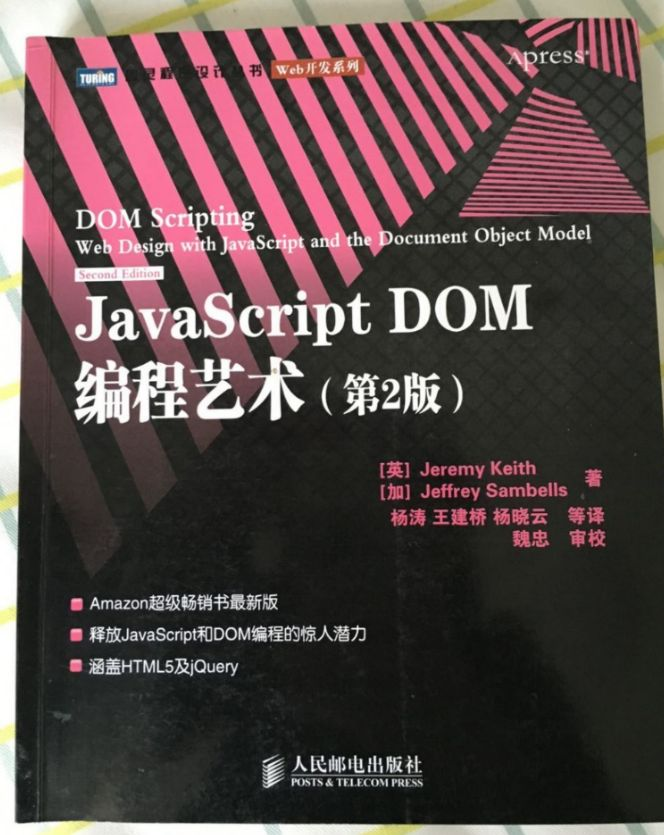 TURING 图灵程序设计丛书 Web开发系列
Apress®
DOM Scripting
Web Design with JavaScript and the Document Object Model
Second Edition
JavaScript DOM
编程艺术（第2版）
[英] Jeremy Keith
[加] Jeffrey Sambells 著
杨涛 王建桥 杨晓云 等译
魏忠 审校
Amazon超级畅销书最新版
释放JavaScript和DOM编程的惊人潜力
涵盖HTML5及jQuery
人民邮电出版社
POSTS & TELECOM PRESS